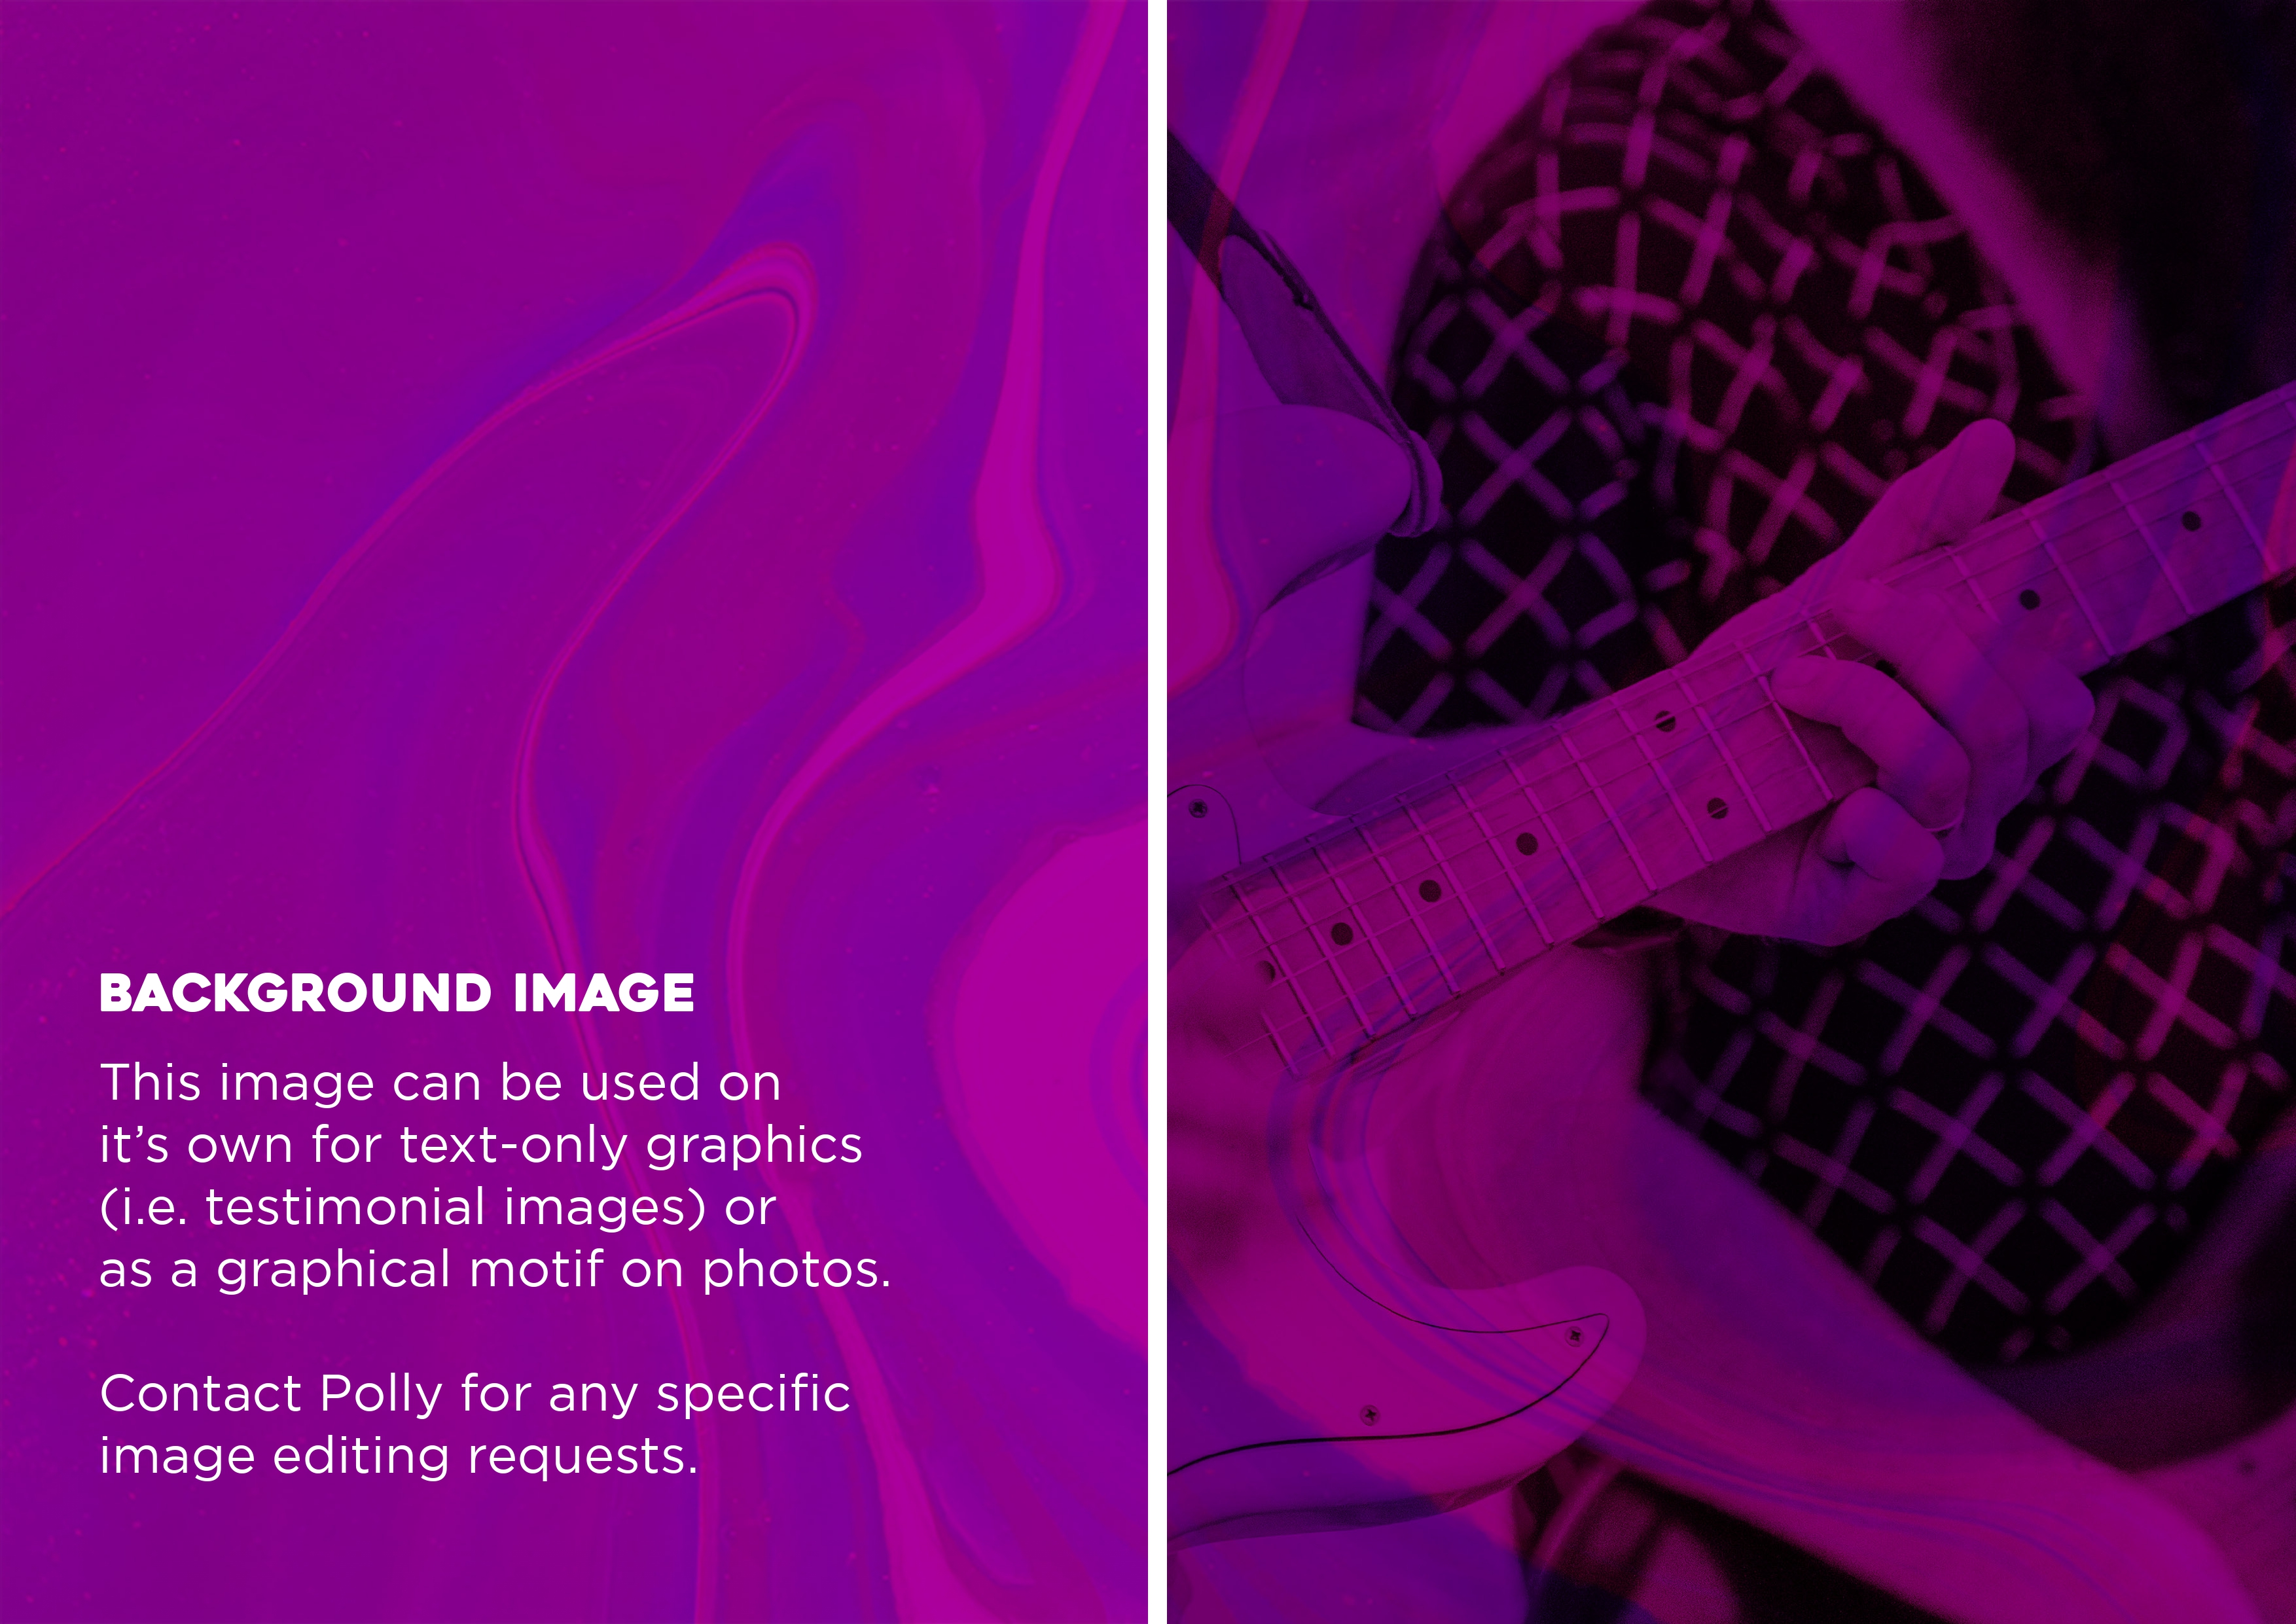 BACKGROUND IMAGE
This image can be used on
it’s own for text-only graphics
(i.e. testimonial images) or
as a graphical motif on photos.
Contact Polly for any specific
image editing requests.